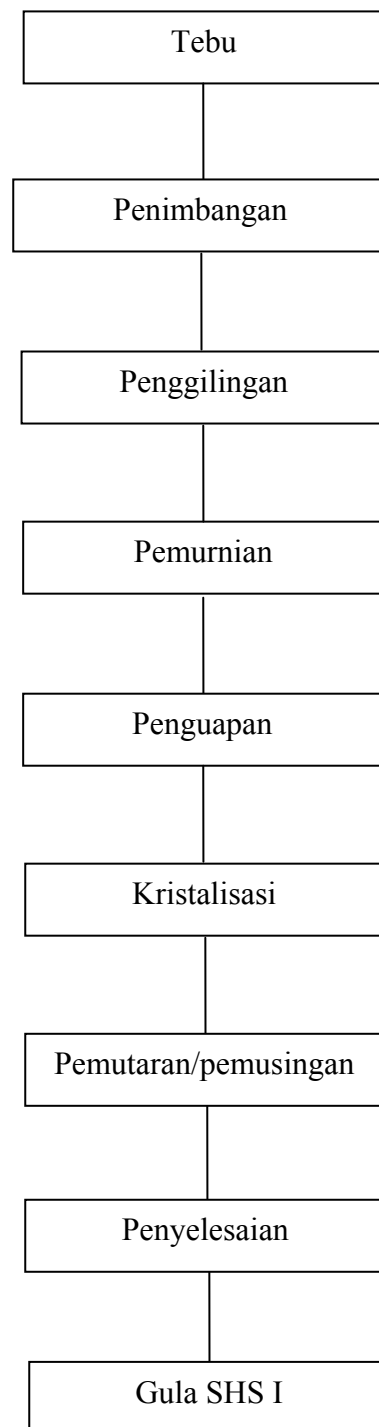 Tebu
Penimbangan
Penggilingan
Pemurnian
Penguapan
Kristalisasi
Pemutaran/pemusingan
Penyelesaian
Gula SHS I